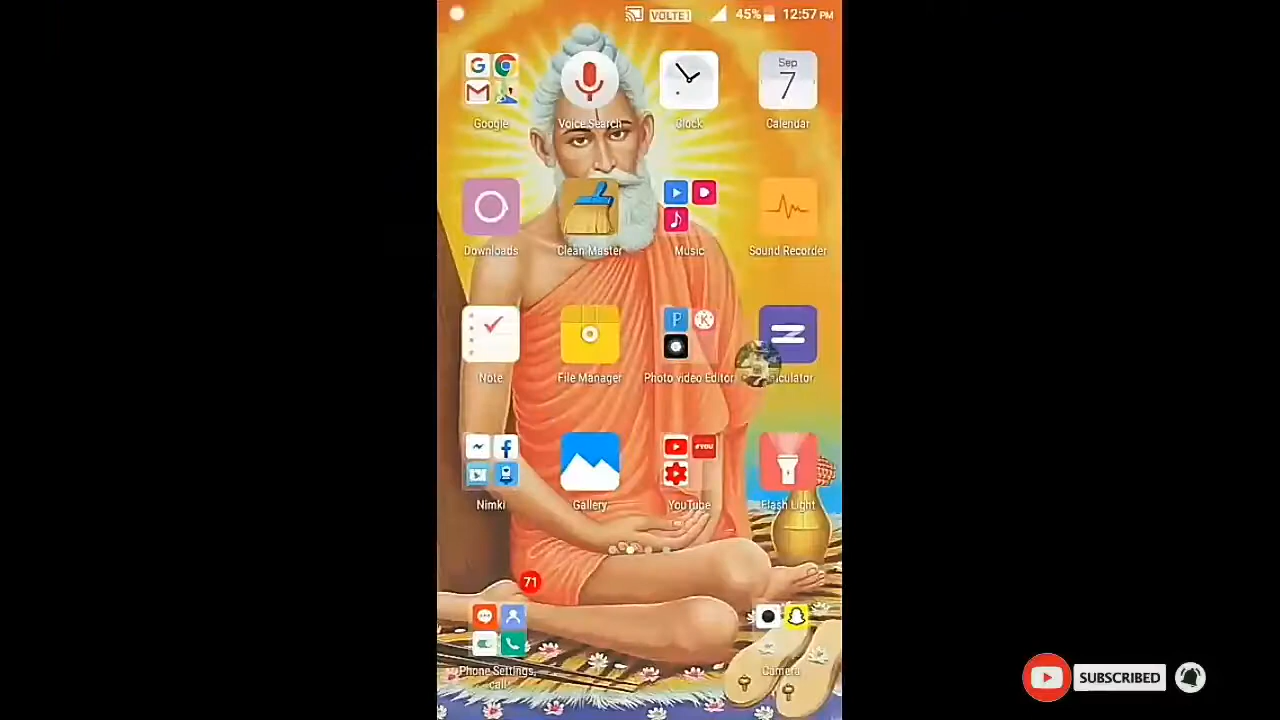 VOLTE 45% 12:57 PM
Sep
7
Google Voice Search Clock Calendar
Downloads Clean Master Music Sound Recorder
Note File Manager Photo video Editor
Nimki Gallery YouTube Flash Light
71
Phone Settings, Camera
call
SUBSCRIBED